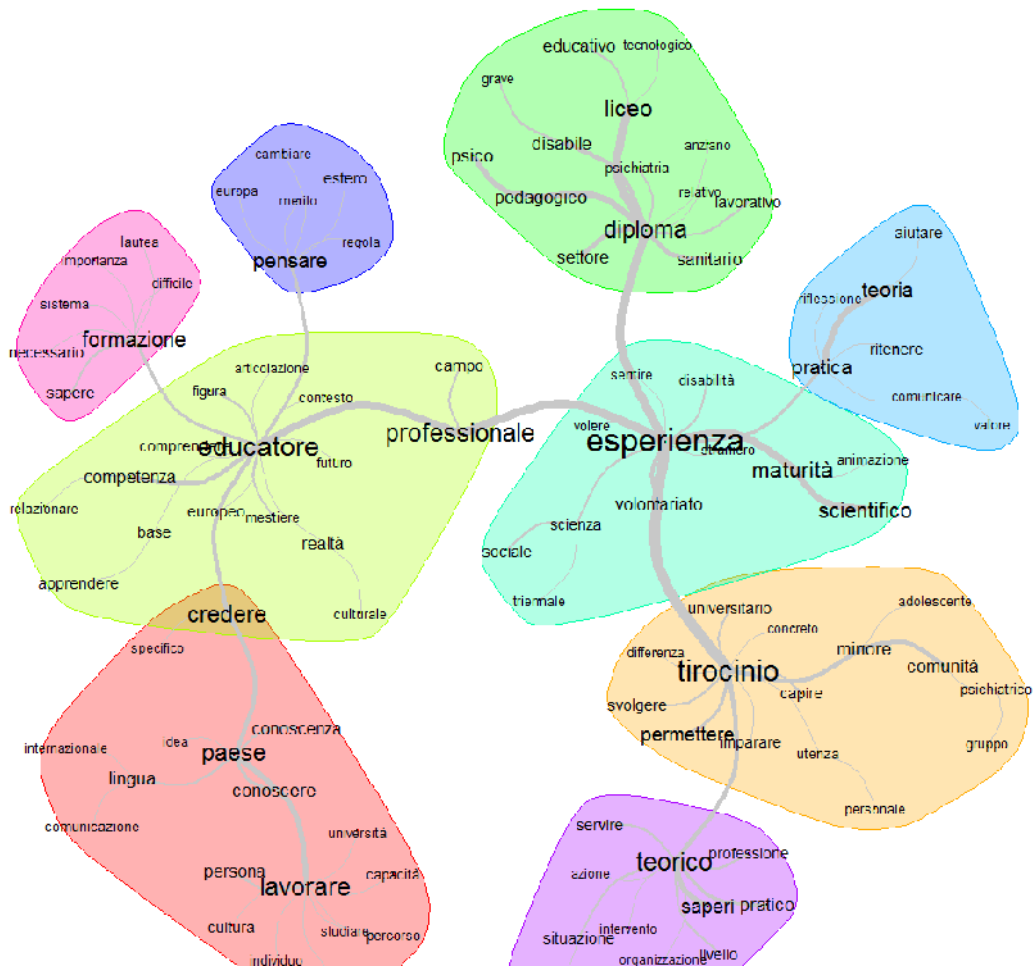 educativo
tecnologico
grave
liceo
disabile
psico
psichiatria
anziano
pedagogico
relativo
lavorativo
diploma
settore
sanitario
cambiare
europa
estero
merito
regola
pensare
laurea
importanza
difficile
sistema
formazione
necessario
sapere
aiutare
teoria
riflessione
ritenere
pratica
comunicare
valore
articolazione
figura
contesto
campo
professionale
comprendere
educatore
futuro
competenza
relazionare
europeo
mestiere
base
realtà
apprendere
culturale
credere
sentire
disabilità
volere
esperienza
straniero
maturità
animazione
volontariato
scientifico
scienza
sociale
triennale
universitario
adolescente
concreto
differenza
minore
comunità
tirocinio
psichiatrico
svolgere
capire
permettere
imparare
utenza
gruppo
personale
specifico
conoscenza
internazionale
idea
paese
lingua
conoscere
comunicazione
università
persona
lavorare
capacità
cultura
studiare
percorso
individuo
servire
teorico
professione
azione
saperi
pratico
intervento
situazione
livello
organizzazione